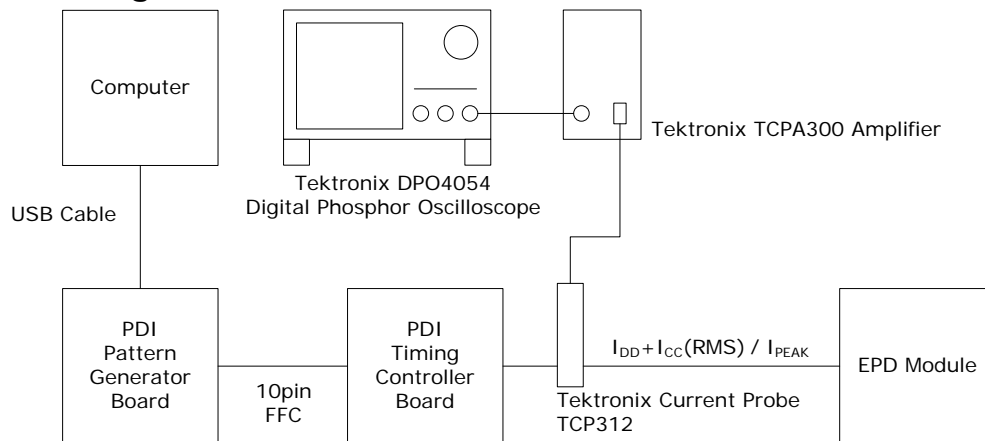 Computer
Tektronix TCPA300 Amplifier
Tektronix DPO4054
Digital Phosphor Oscilloscope
USB Cable
PDI
Pattern
Generator
Board
10pin
FFC
PDI
Timing
Controller
Board
IDD+ICC(RMS) / IPEAK
Tektronix Current Probe
TCP312
EPD Module